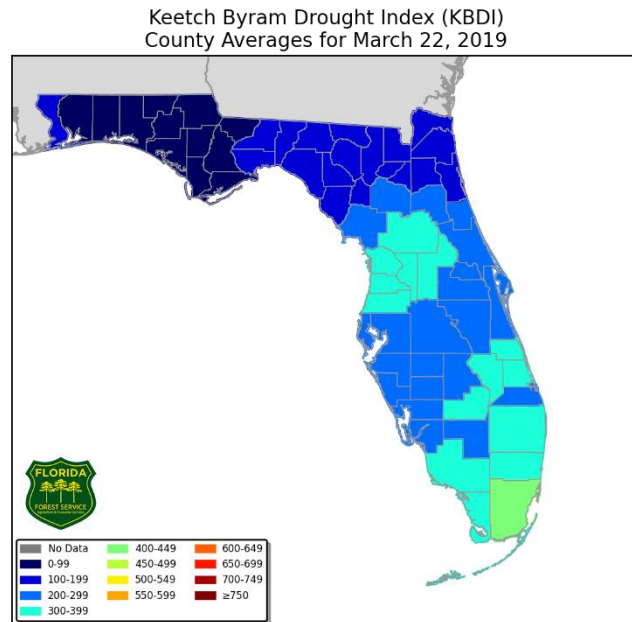 Keetch Byram Drought Index (KBDI)
County Averages for March 22, 2019
FLORIDA
FOREST SERVICE
No Data
0-99
100-199
200-299
300-399
400-449
450-499
500-549
550-599
600-649
650-699
700-749
≥750